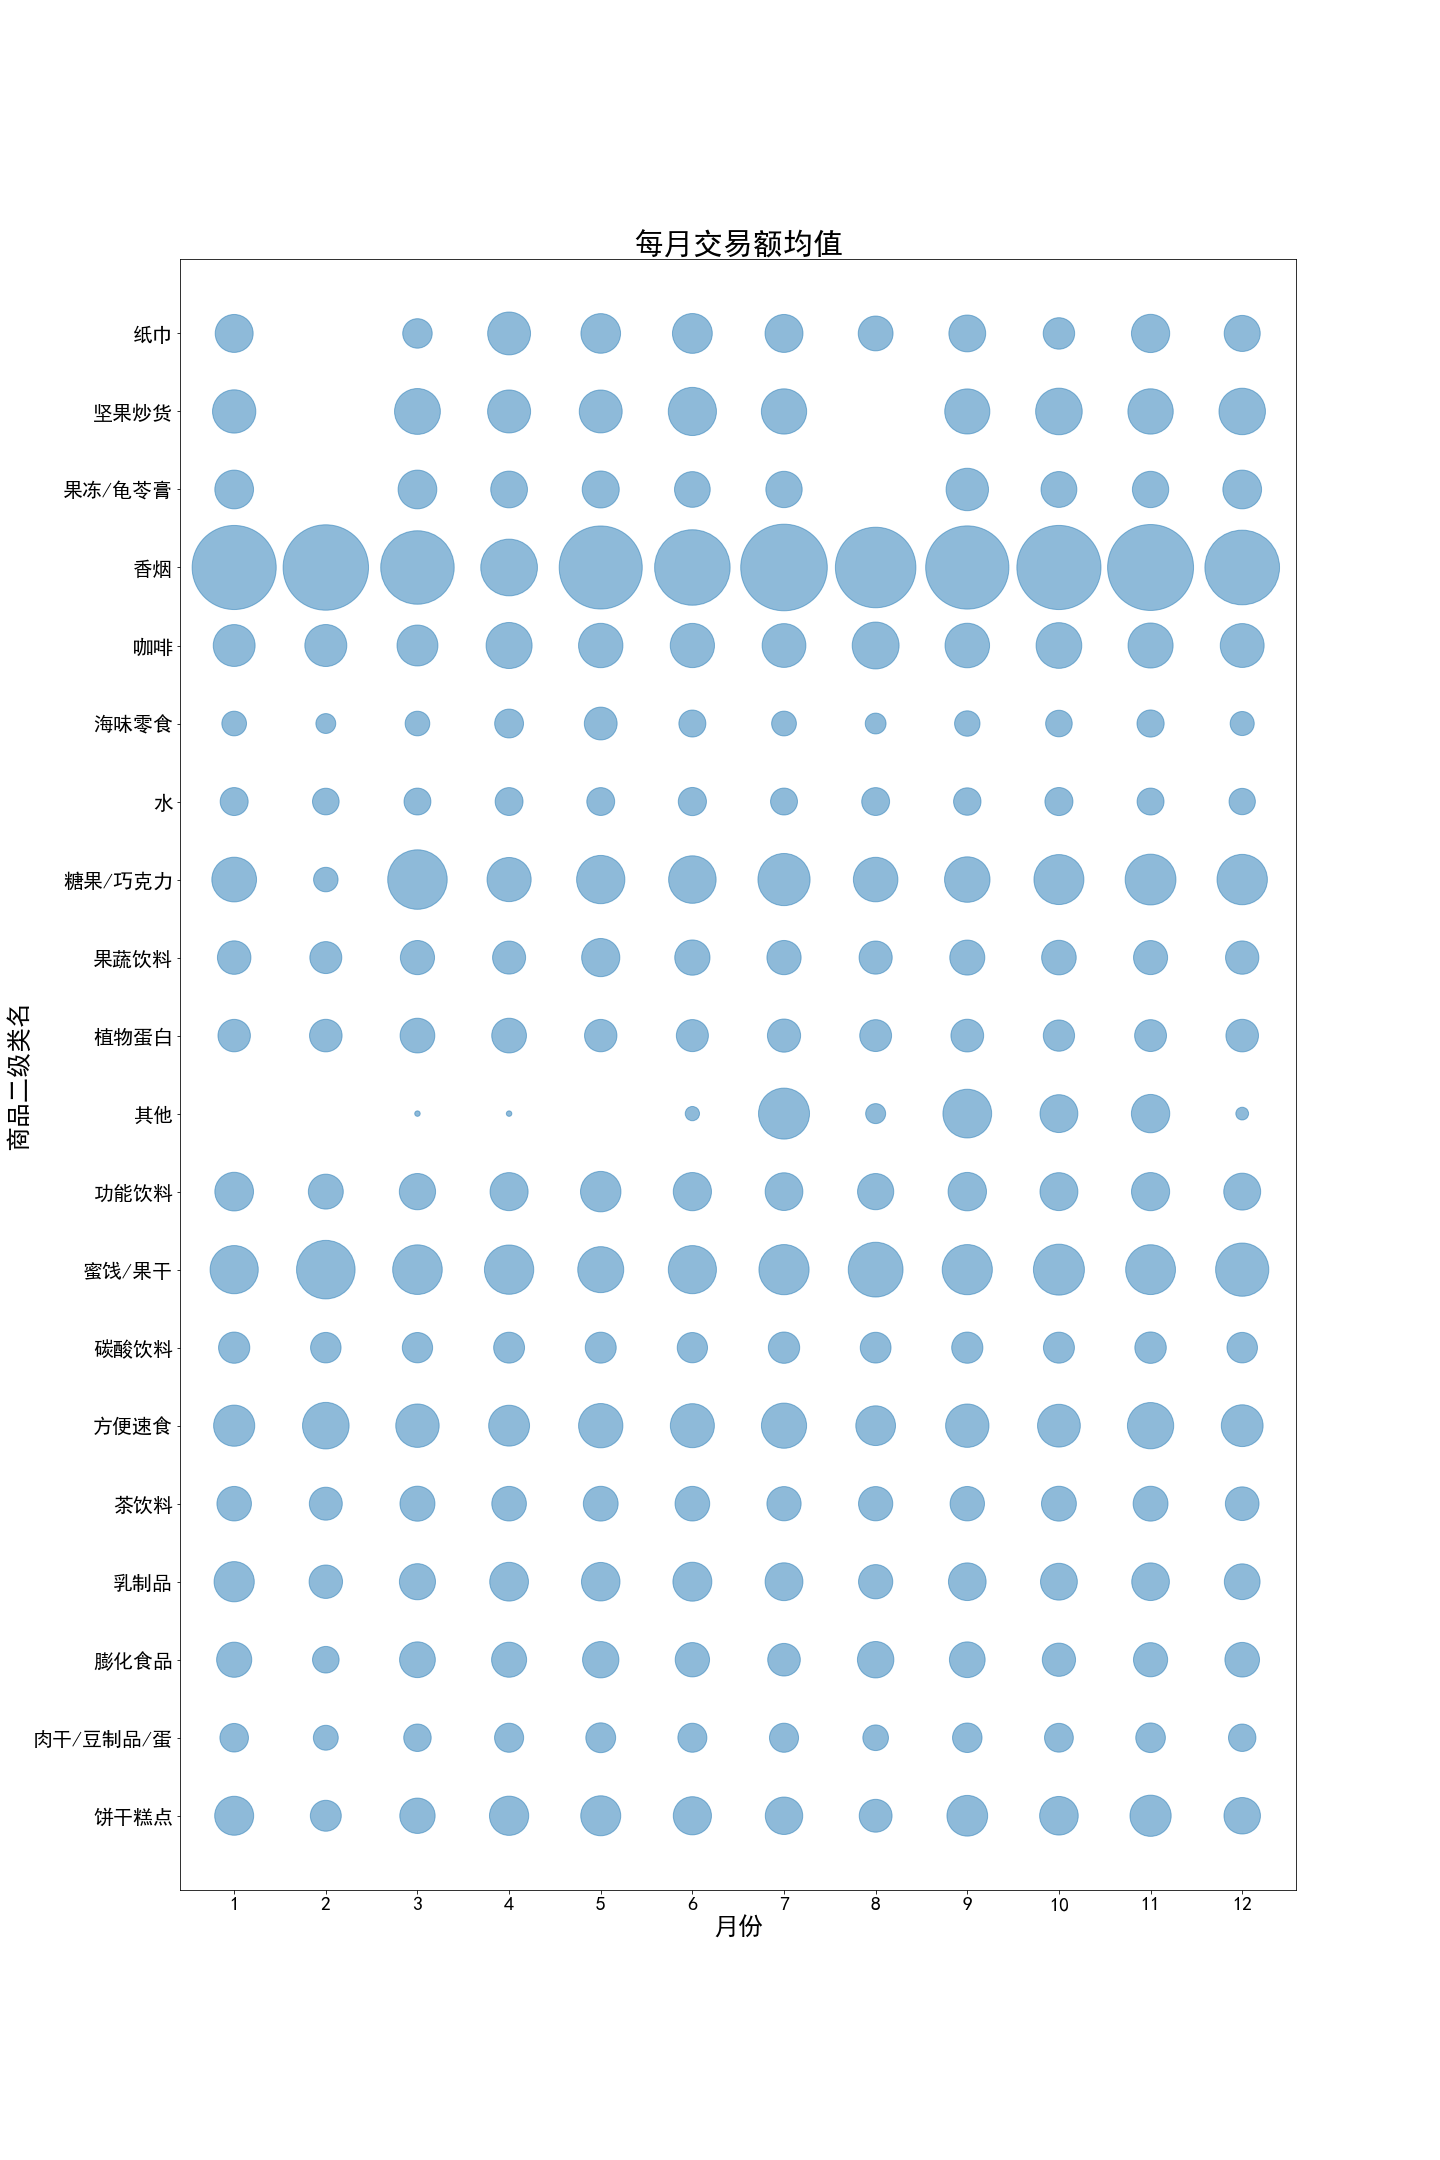 每月交易额均值
纸巾
坚果炒货
果冻/龟苓膏
香烟
咖啡
海味零食
水
糖果/巧克力
果蔬饮料
植物蛋白
其他
功能饮料
蜜饯/果干
碳酸饮料
方便速食
茶饮料
乳制品
膨化食品
肉干/豆制品/蛋
饼干糕点
商品二级类名
1 2 3 4 5 6 7 8 9 10 11 12
月份